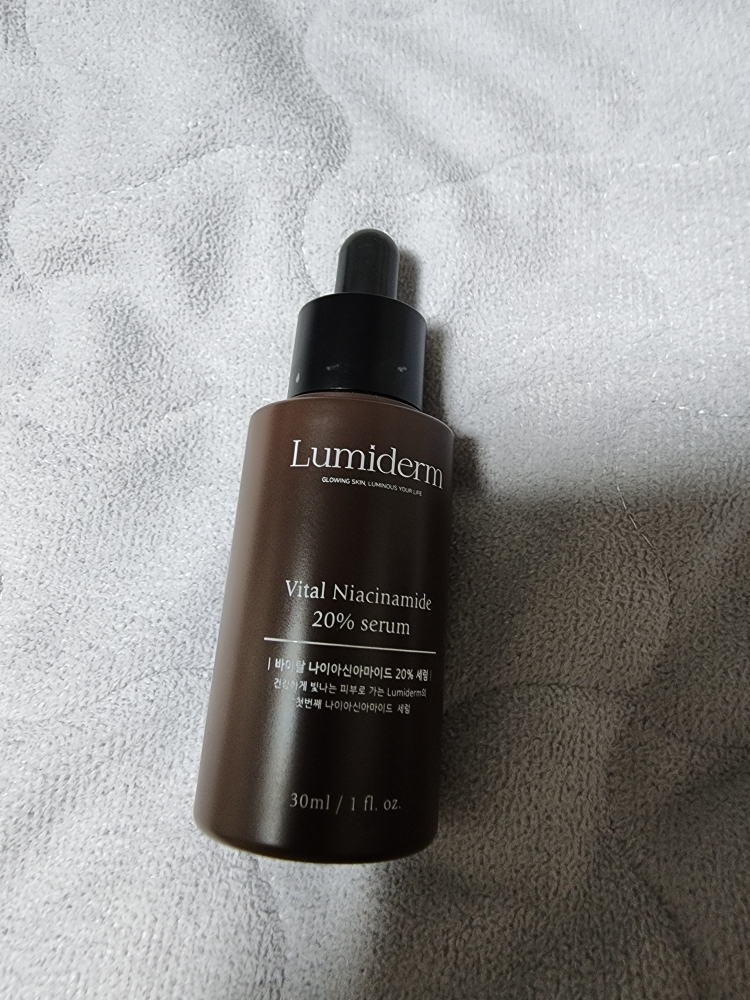 Lumiderm
GLOWING SKIN, LUMINOUS YOUR LIFE
Vital Niacinamide
20% serum
| 바이탈 나이아신아마이드 20% 세럼 |
건강하게 빛나는 피부로 가는 Lumiderm의
첫번째 나이아신아마이드 세럼
30ml / 1 fl. oz.